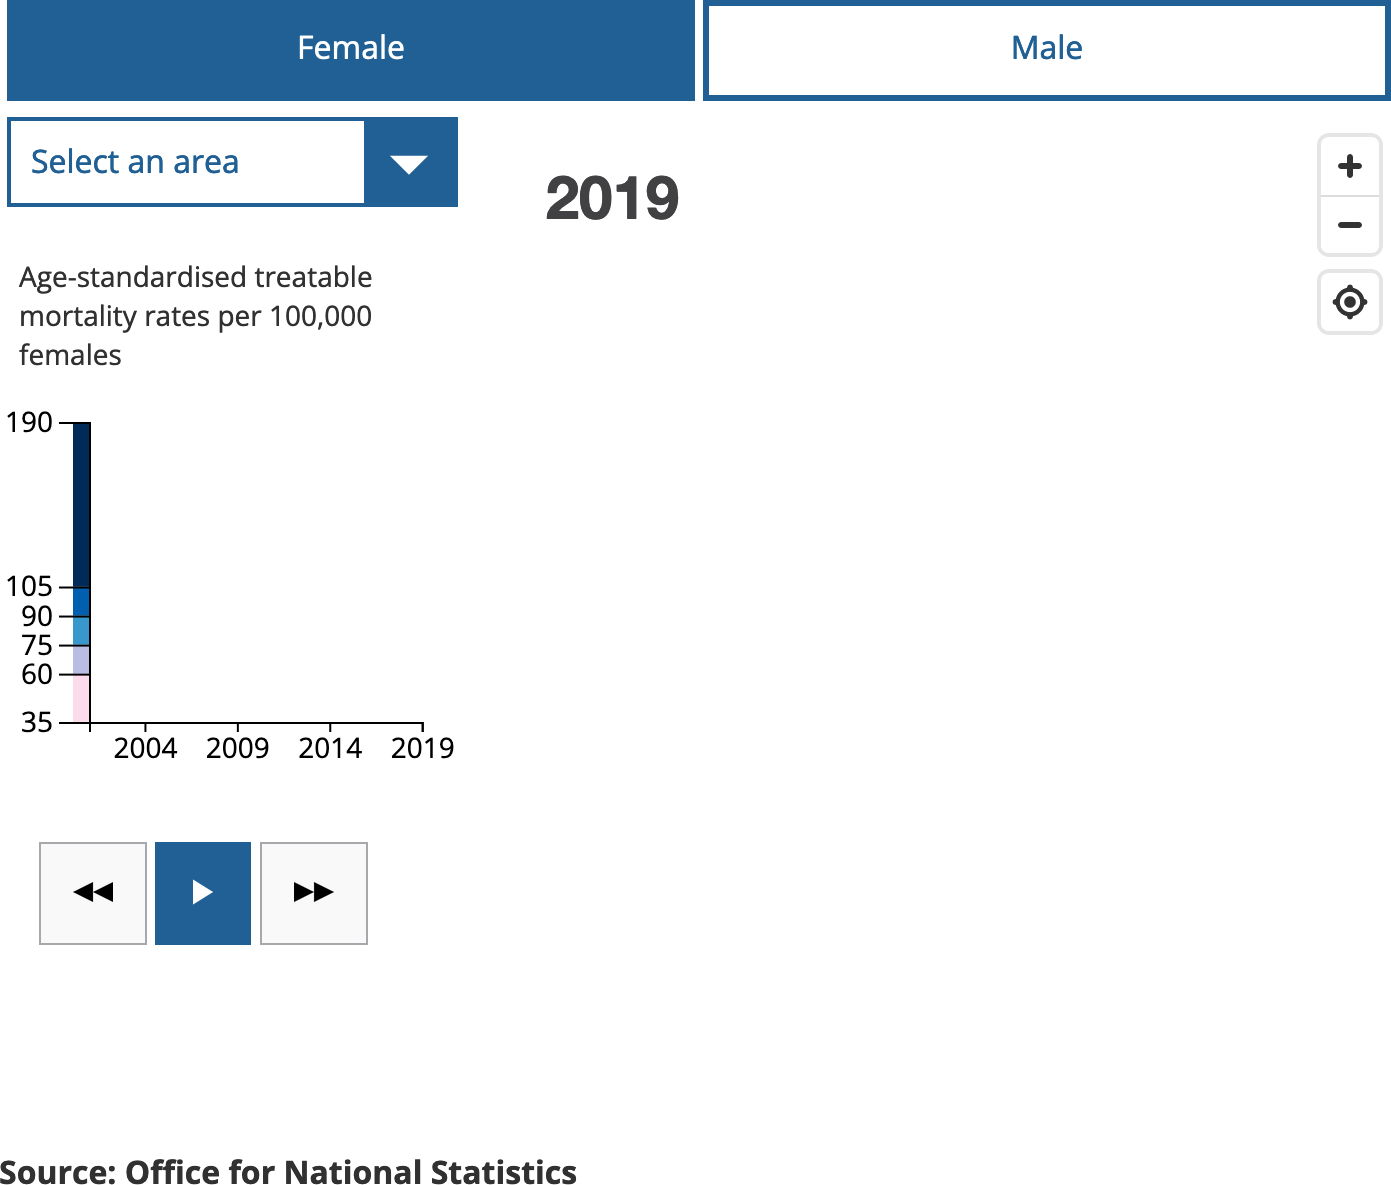 Female
Male
Select an area
2019
Age-standardised treatable
mortality rates per 100,000
females
190
105
90
75
60
35
2004 2009 2014 2019
Source: Office for National Statistics